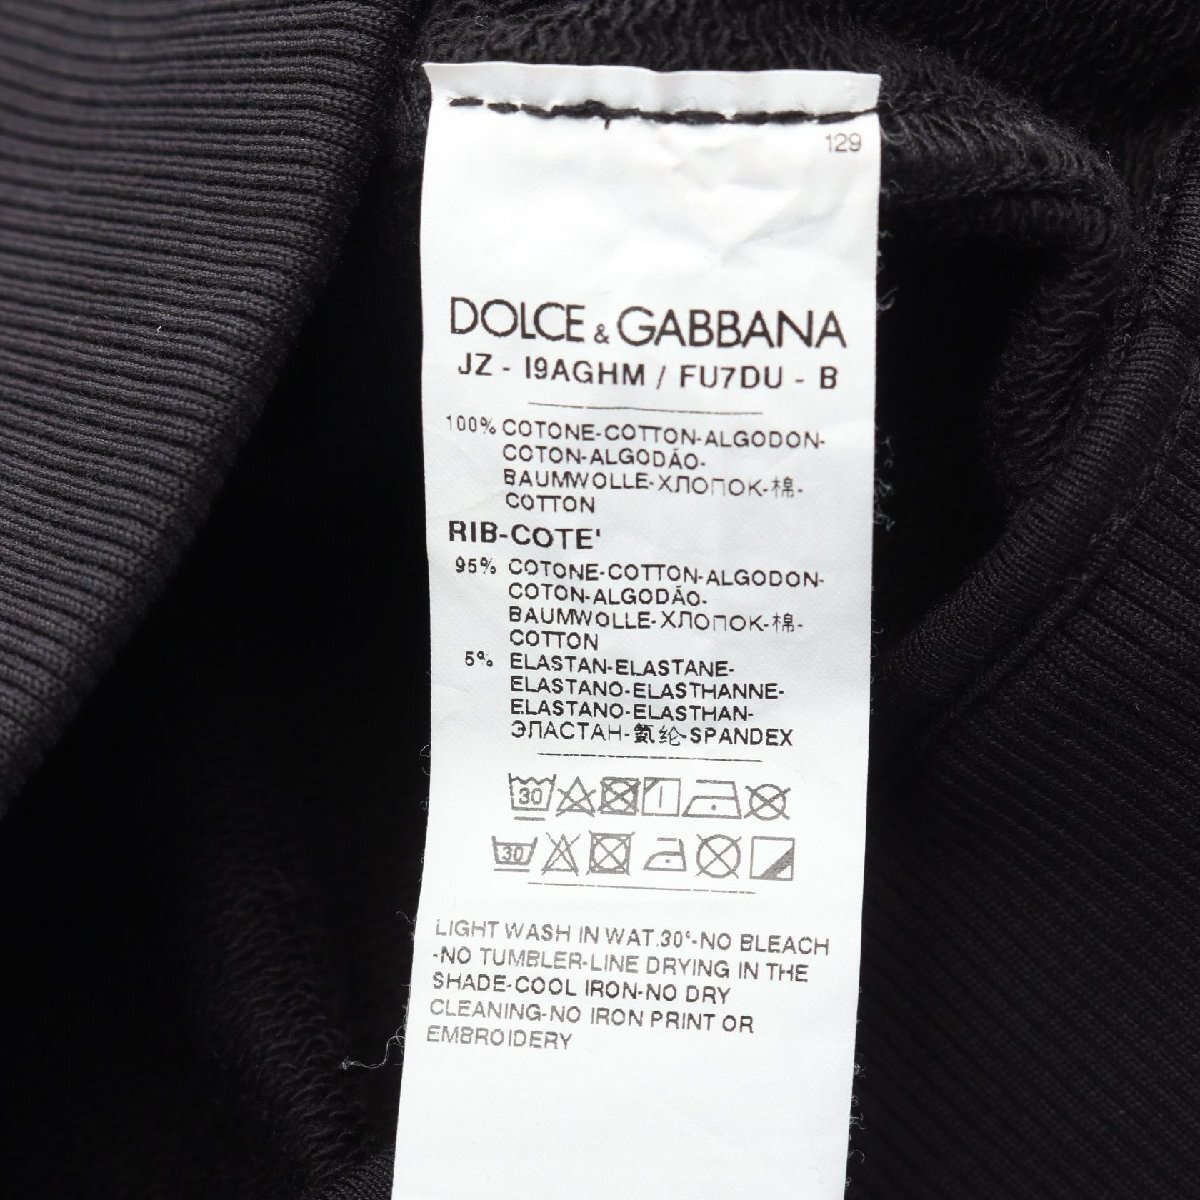 129
DOLCE & GABBANA
JZ - I9AGHM / FU7DU - B
100% COTONE-COTTON-ALGODON-
COTON-ALGODÃO-
BAUMWOLLE-ХЛОПОК-棉-
COTTON
RIB-COTE'
95% COTONE-COTTON-ALGODON-
COTON-ALGODÃO-
BAUMWOLLE-ХЛОПОК-棉-
COTTON
5% ELASTAN-ELASTANE-
ELASTANO-ELASTHANNE-
ELASTANO-ELASTHAN-
ЭЛАСТАН-氨纶-SPANDEX
30
30
LIGHT WASH IN WAT.30°-NO BLEACH
-NO TUMBLER-LINE DRYING IN THE
SHADE-COOL IRON-NO DRY
CLEANING-NO IRON PRINT OR
EMBROIDERY